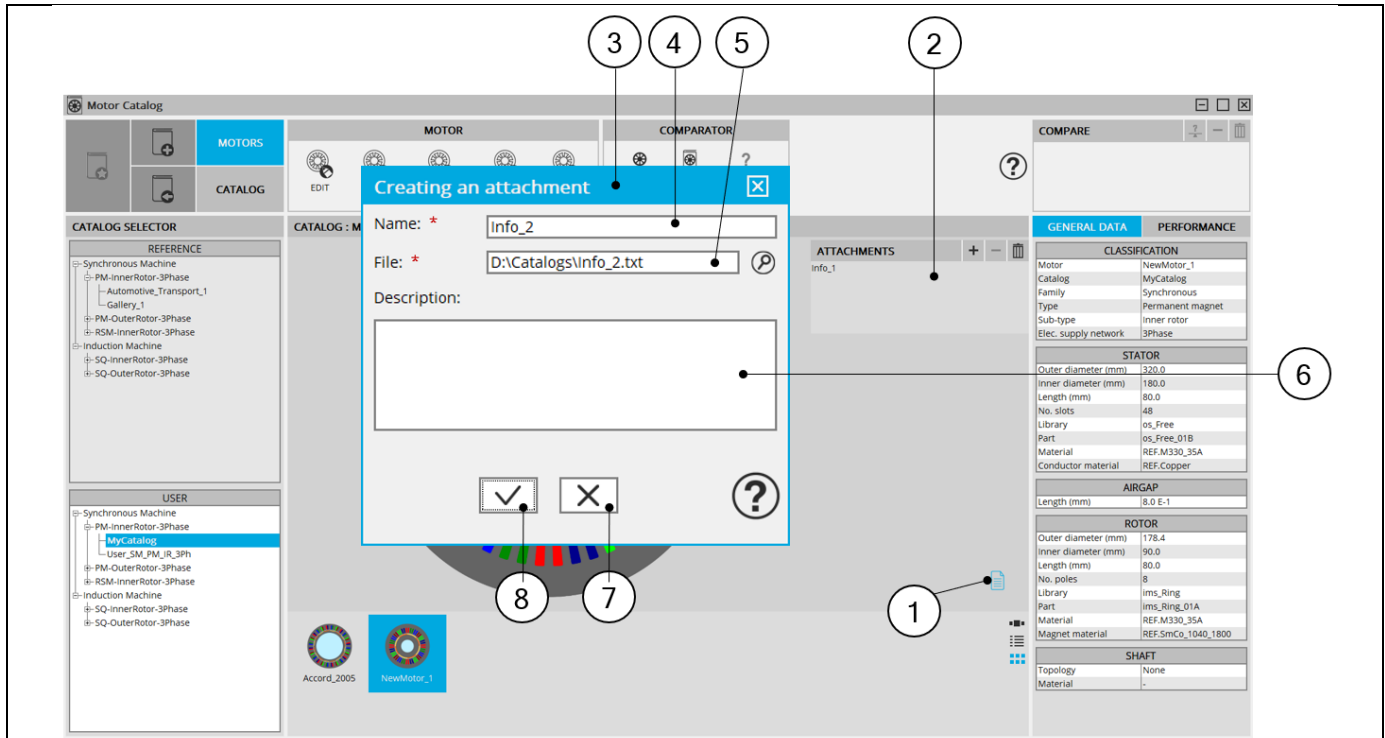 3 4 5 2
Motor Catalog
MOTORS
CATALOG
MOTOR
EDIT
COMPARATOR
?
?
COMPARE
?
CATALOG SELECTOR
REFERENCE
Synchronous Machine
PM-InnerRotor-3Phase
Automotive_Transport_1
Gallery_1
PM-OuterRotor-3Phase
RSM-InnerRotor-3Phase
Induction Machine
SQ-InnerRotor-3Phase
SQ-OuterRotor-3Phase
USER
Synchronous Machine
PM-InnerRotor-3Phase
MyCatalog
User_SM_PM_IR_3Ph
PM-OuterRotor-3Phase
RSM-InnerRotor-3Phase
Induction Machine
SQ-InnerRotor-3Phase
SQ-OuterRotor-3Phase
CATALOG : M
Creating an attachment
Name: * Info_2
File: * D:\Catalogs\Info_2.txt
Description:
?
8 7
ATTACHMENTS + −
Info_1
6
1
Accord_2005
NewMotor_1
GENERAL DATA PERFORMANCE
CLASSIFICATION
Motor NewMotor_1
Catalog MyCatalog
Family Synchronous
Type Permanent magnet
Sub-type Inner rotor
Elec. supply network 3Phase
STATOR
Outer diameter (mm) 320.0
Inner diameter (mm) 180.0
Length (mm) 80.0
No. slots 48
Library os_Free
Part os_Free_01B
Material REF.M330_35A
Conductor material REF.Copper
AIRGAP
Length (mm) 8.0 E-1
ROTOR
Outer diameter (mm) 178.4
Inner diameter (mm) 90.0
Length (mm) 80.0
No. poles 8
Library ims_Ring
Part ims_Ring_01A
Material REF.M330_35A
Magnet material REF.SmCo_1040_1800
SHAFT
Topology None
Material -